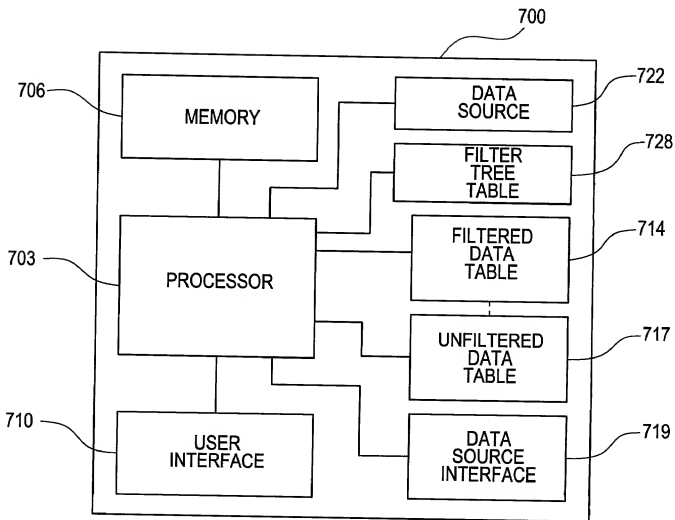 700
706
MEMORY
DATA
SOURCE
722
FILTER
TREE
TABLE
728
703
PROCESSOR
FILTERED
DATA
TABLE
714
UNFILTERED
DATA
TABLE
717
710
USER
INTERFACE
DATA
SOURCE
INTERFACE
719